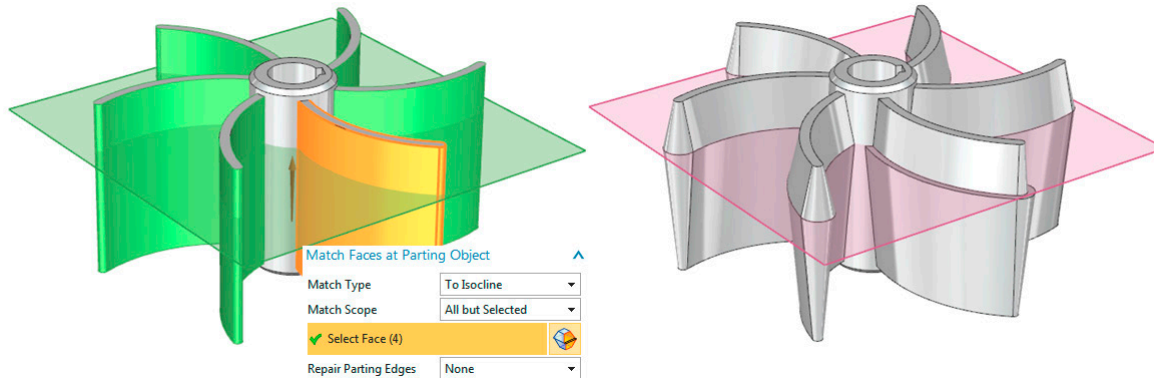 Match Faces at Parting Object
Match Type To Isocline
Match Scope All but Selected
Select Face (4)
Repair Parting Edges None